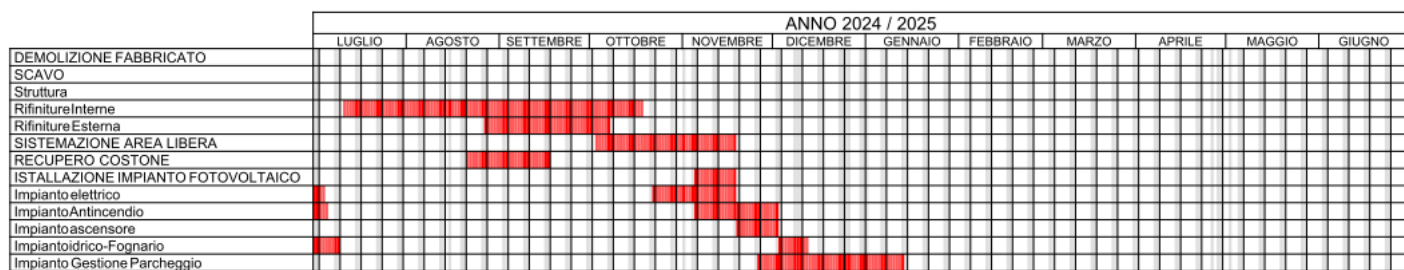 ANNO 2024 / 2025
LUGLIO AGOSTO SETTEMBRE OTTOBRE NOVEMBRE DICEMBRE GENNAIO FEBBRAIO MARZO APRILE MAGGIO GIUGNO
DEMOLIZIONE FABBRICATO
SCAVO
Struttura
Rifiniture Interne
Rifiniture Esterna
SISTEMAZIONE AREA LIBERA
RECUPERO COSTONE
ISTALLAZIONE IMPIANTO FOTOVOLTAICO
Impianto elettrico
Impianto Antincendio
Impianto ascensore
Impianto idrico-Fognario
Impianto Gestione Parcheggio